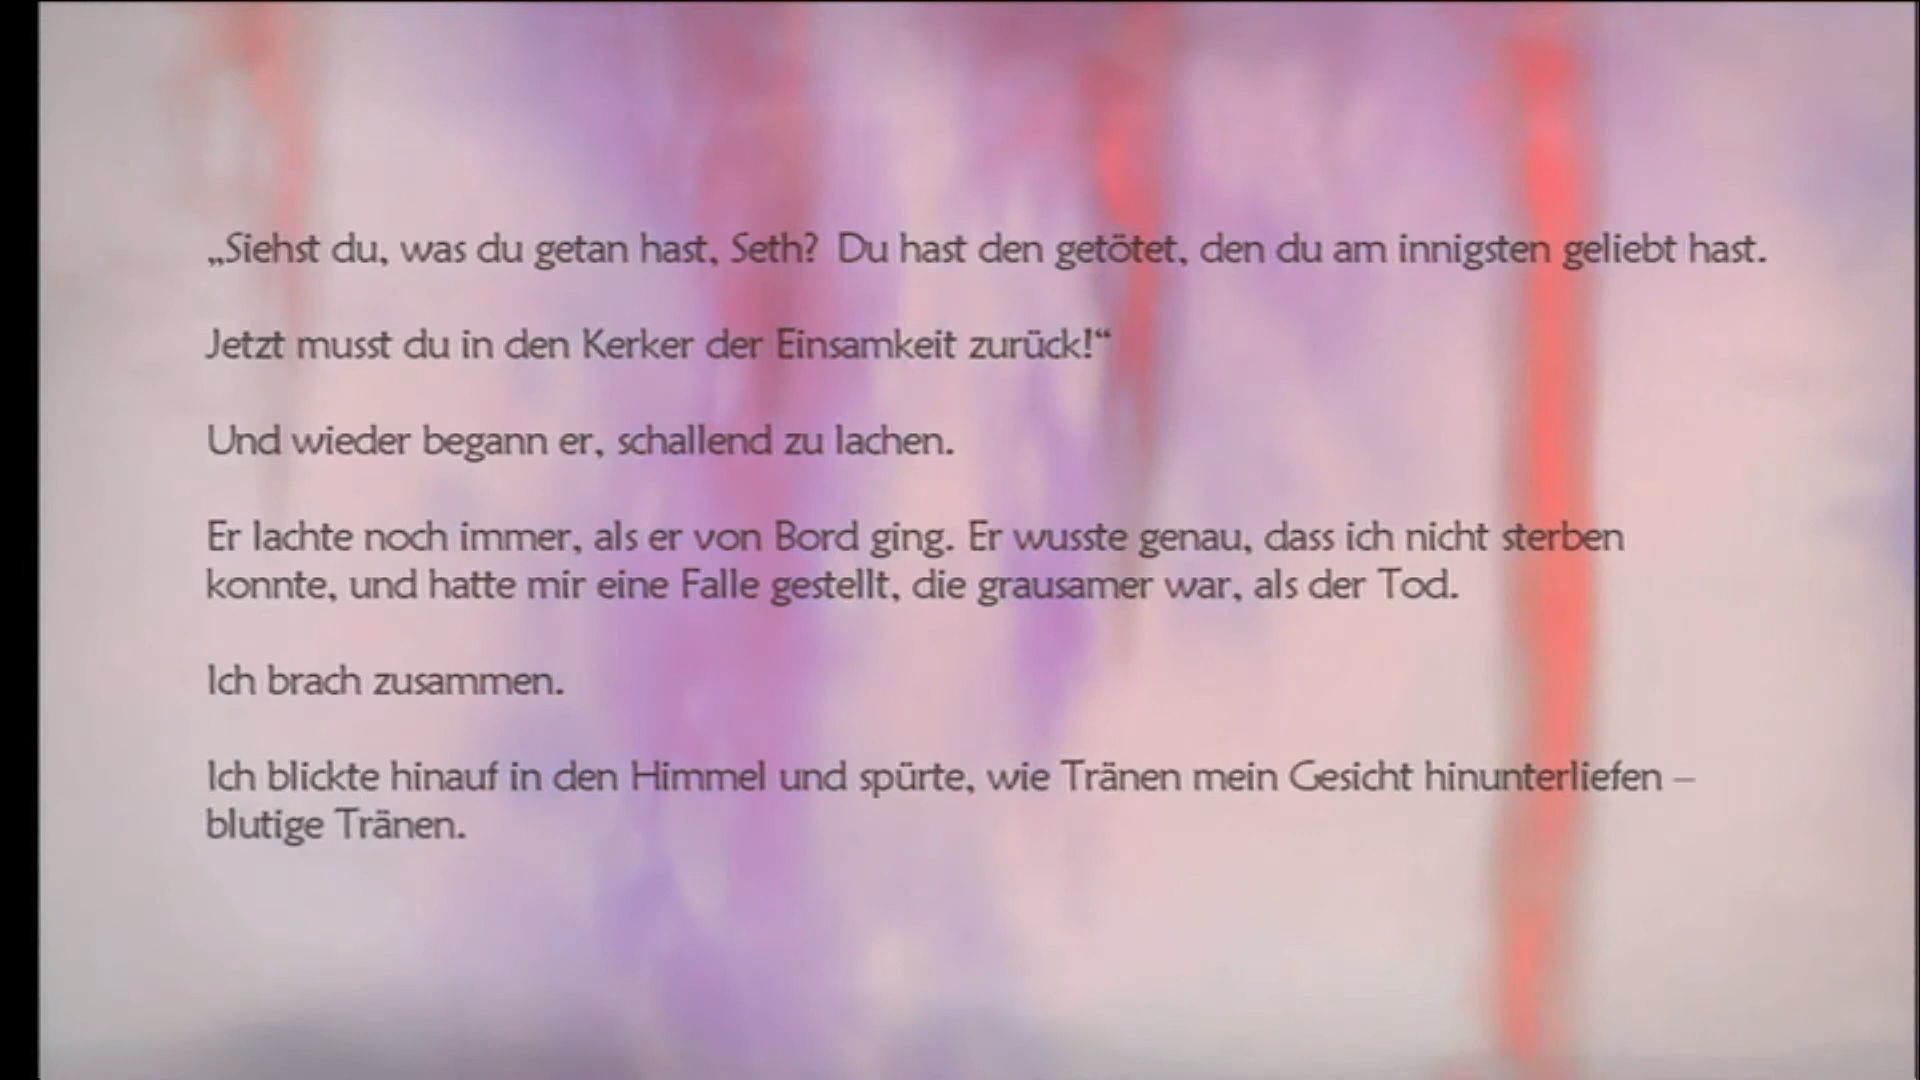 „Siehst du, was du getan hast, Seth?  Du hast den getötet, den du am innigsten geliebt hast.
Jetzt musst du in den Kerker der Einsamkeit zurück!“
Und wieder begann er, schallend zu lachen.
Er lachte noch immer, als er von Bord ging. Er wusste genau, dass ich nicht sterben
konnte, und hatte mir eine Falle gestellt, die grausamer war, als der Tod.
Ich brach zusammen.
Ich blickte hinauf in den Himmel und spürte, wie Tränen mein Gesicht hinunterliefen –
blutige Tränen.